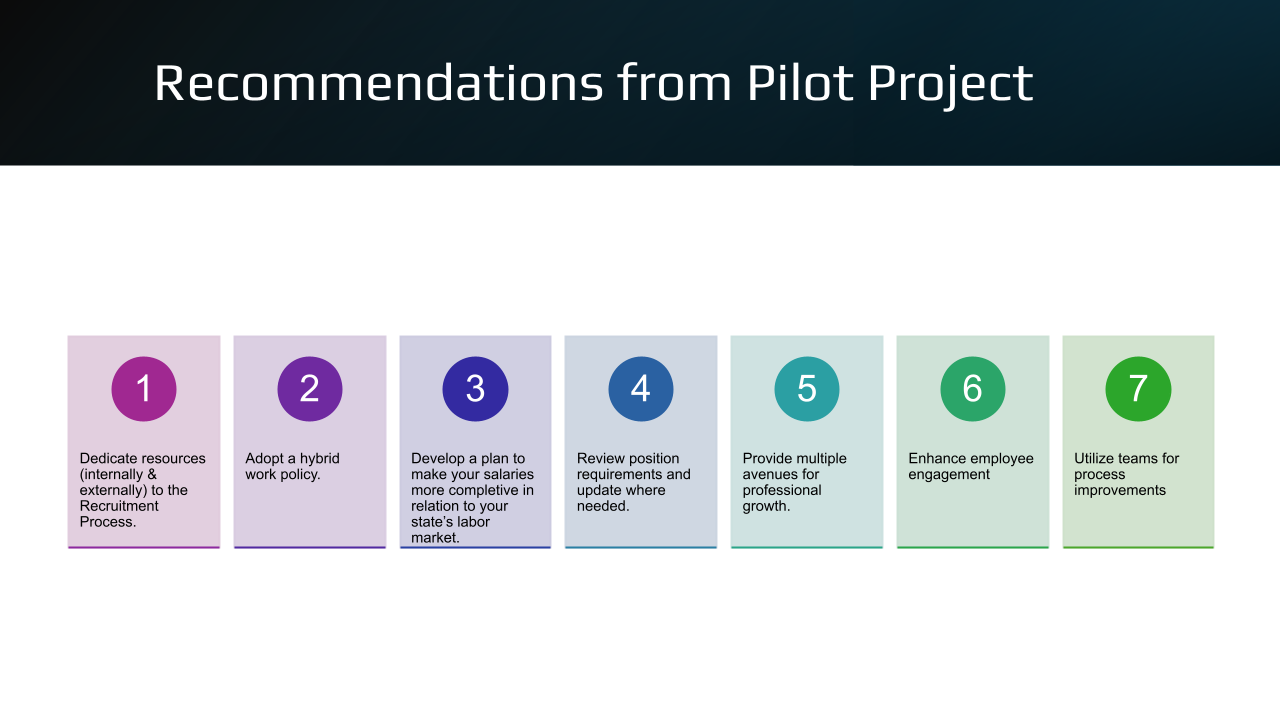 Recommendations from Pilot Project
1
Dedicate resources
(internally &
externally) to the
Recruitment
Process.
2
Adopt a hybrid
work policy.
3
Develop a plan to
make your salaries
more completive in
relation to your
state’s labor
market.
4
Review position
requirements and
update where
needed.
5
Provide multiple
avenues for
professional
growth.
6
Enhance employee
engagement
7
Utilize teams for
process
improvements